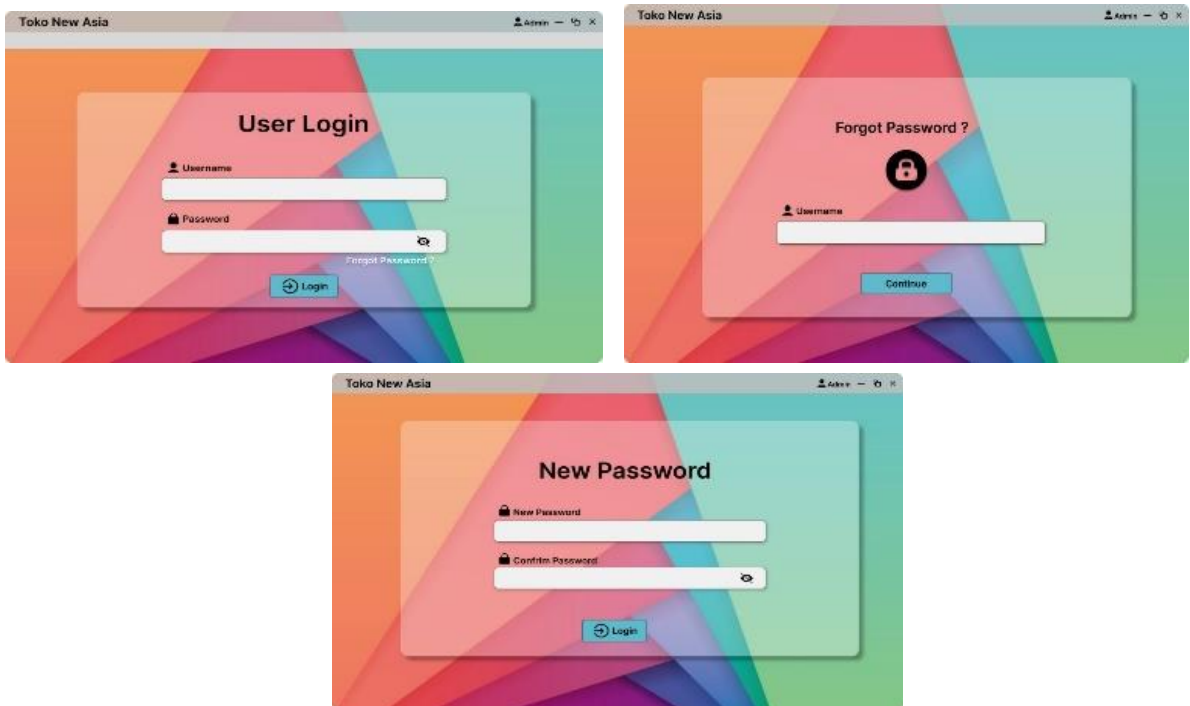 Toko New Asia
Admin
User Login
Username
Password
Forgot Password ?
Login
Toko New Asia
Admin
Forgot Password ?
Username
Continue
Toko New Asia
Admin
New Password
New Password
Confrim Password
Login